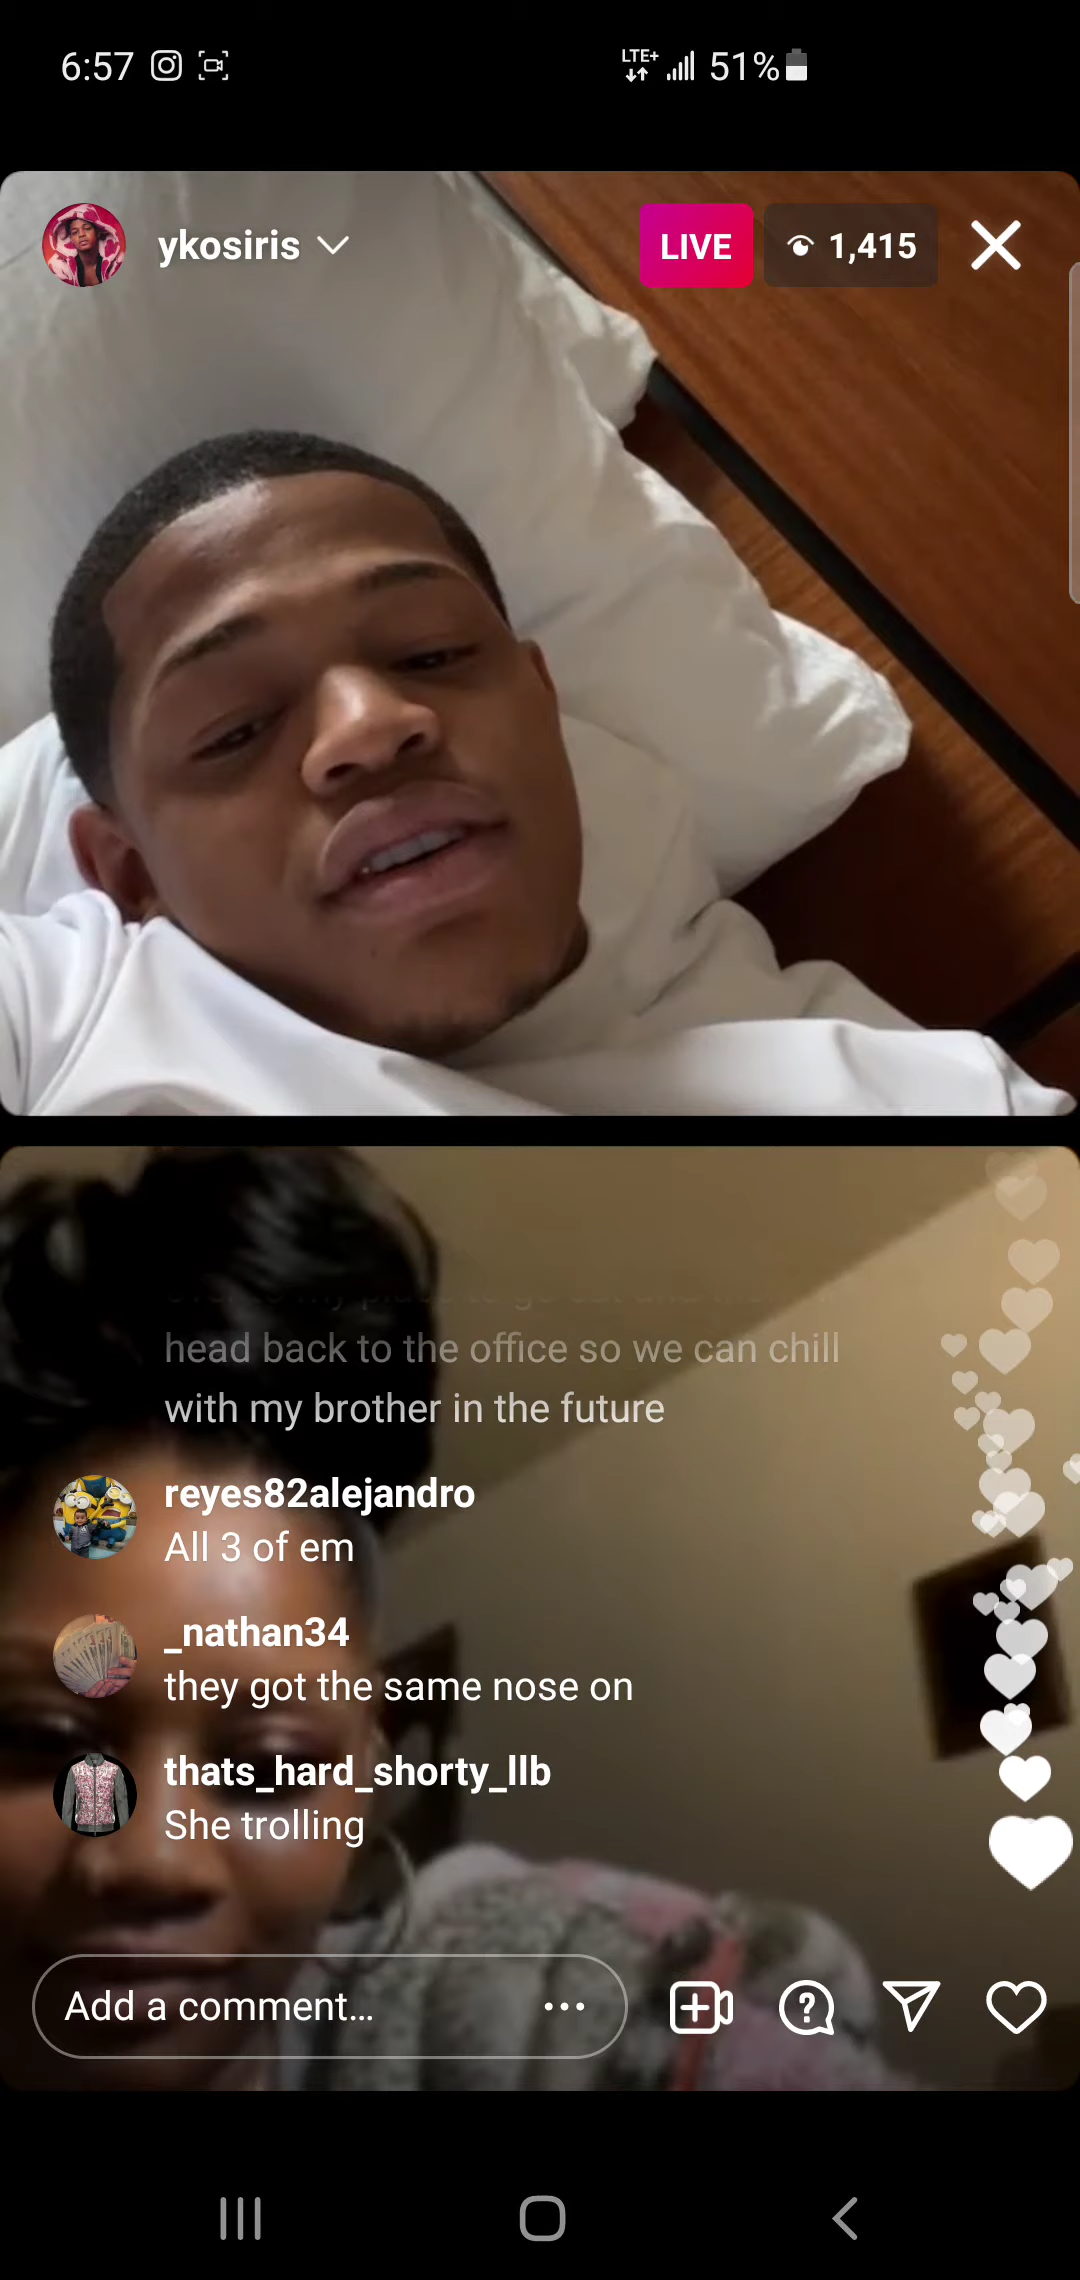 6:57
LTE+
51%
ykosiris
LIVE
1,415
head back to the office so we can chill
with my brother in the future
reyes82alejandro
All 3 of em
_nathan34
they got the same nose on
thats_hard_shorty_llb
She trolling
Add a comment...